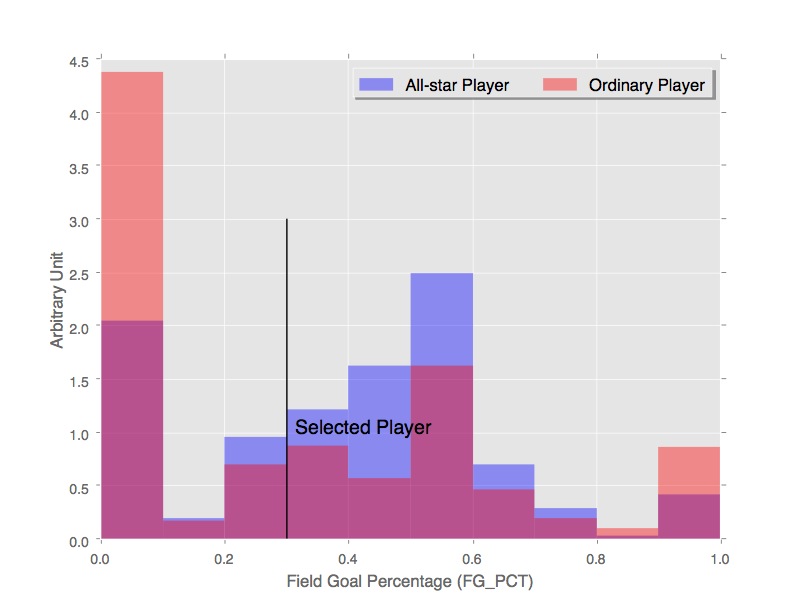 4.5
4.0
3.5
3.0
2.5
2.0
1.5
1.0
0.5
0.0
Arbitrary Unit
All-star Player Ordinary Player
Selected Player
0.0 0.2 0.4 0.6 0.8 1.0
Field Goal Percentage (FG_PCT)